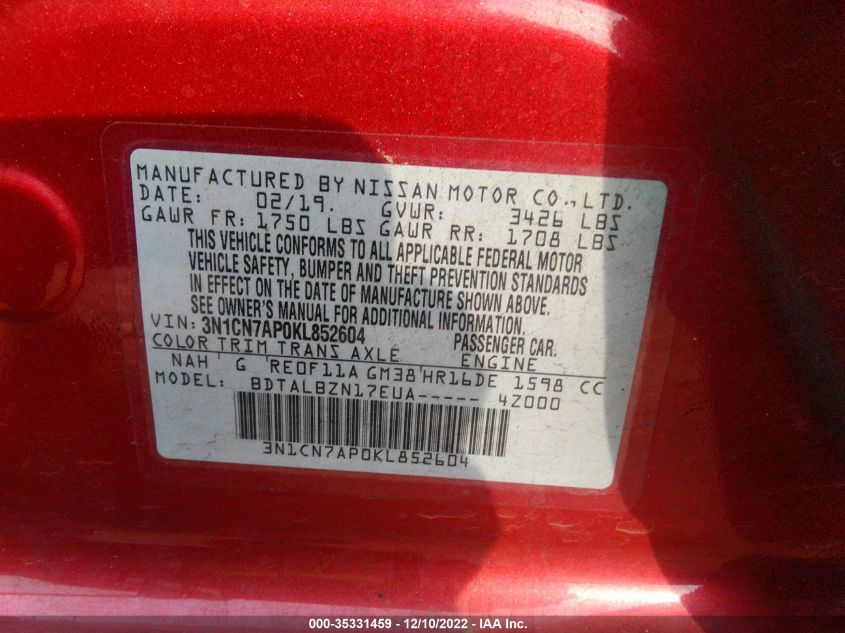 MANUFACTURED BY NISSAN MOTOR CO., LTD.
DATE: 02/19. GVWR: 3426 LBS
GAWR FR: 1750 LBS GAWR RR: 1708 LBS
THIS VEHICLE CONFORMS TO ALL APPLICABLE FEDERAL MOTOR
VEHICLE SAFETY, BUMPER AND THEFT PREVENTION STANDARDS
IN EFFECT ON THE DATE OF MANUFACTURE SHOWN ABOVE.
SEE OWNER'S MANUAL FOR ADDITIONAL INFORMATION.
VIN: 3N1CN7AP0KL852604 PASSENGER CAR.
COLOR TRIM TRANS AXLE ENGINE
NAH ' G ' RE0F11A GM38'HR16DE 1598 CC
MODEL: BDTALBZN17EUA----- 4Z000
3N1CN7AP0KL852604
000-35331459 - 12/10/2022 - IAA Inc.